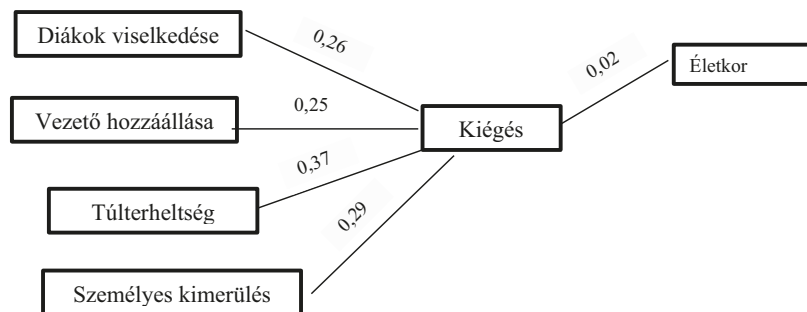 Diákok viselkedése
0,26
0,02
Életkor
Vezető hozzáállása
0,25
Kiégés
0,37
Túlterheltség
0,29
Személyes kimerülés